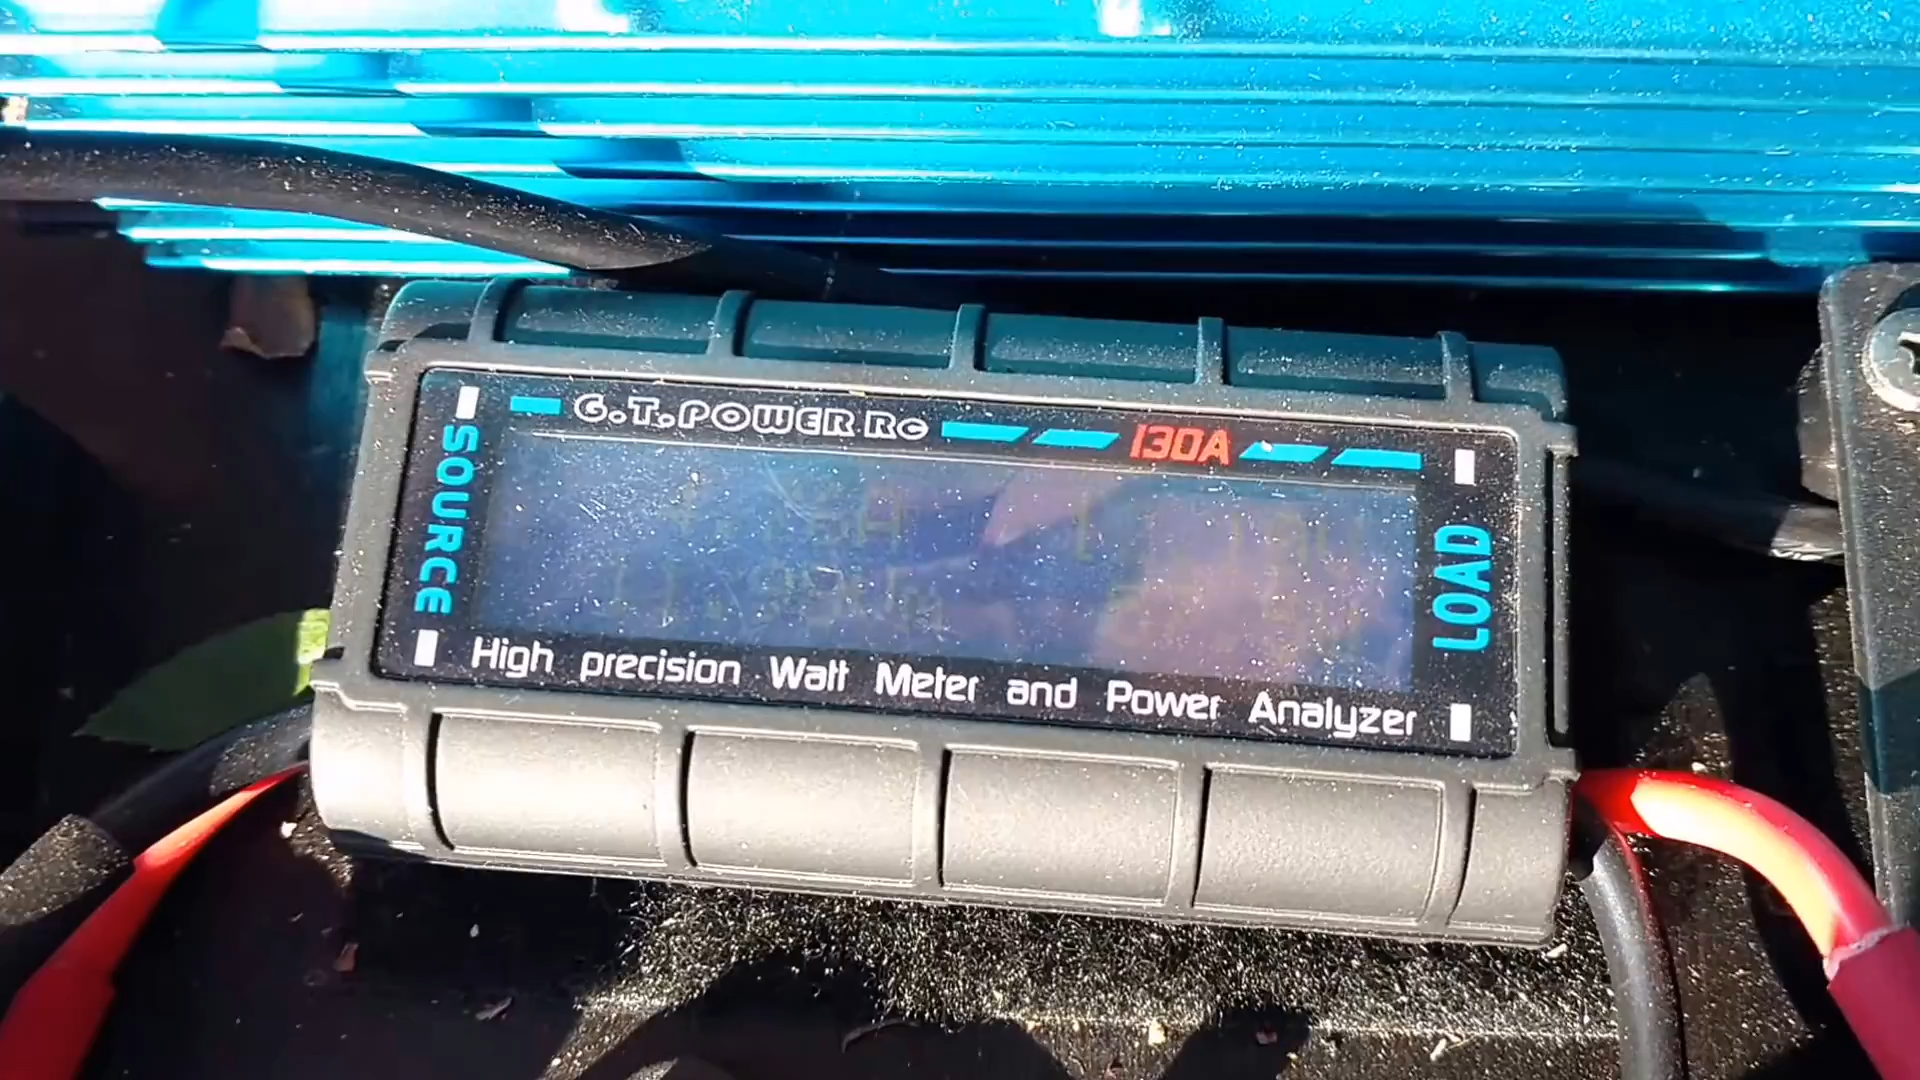 G.T.POWER RC 130A
SOURCE
LOAD
High precision Watt Meter and Power Analyzer